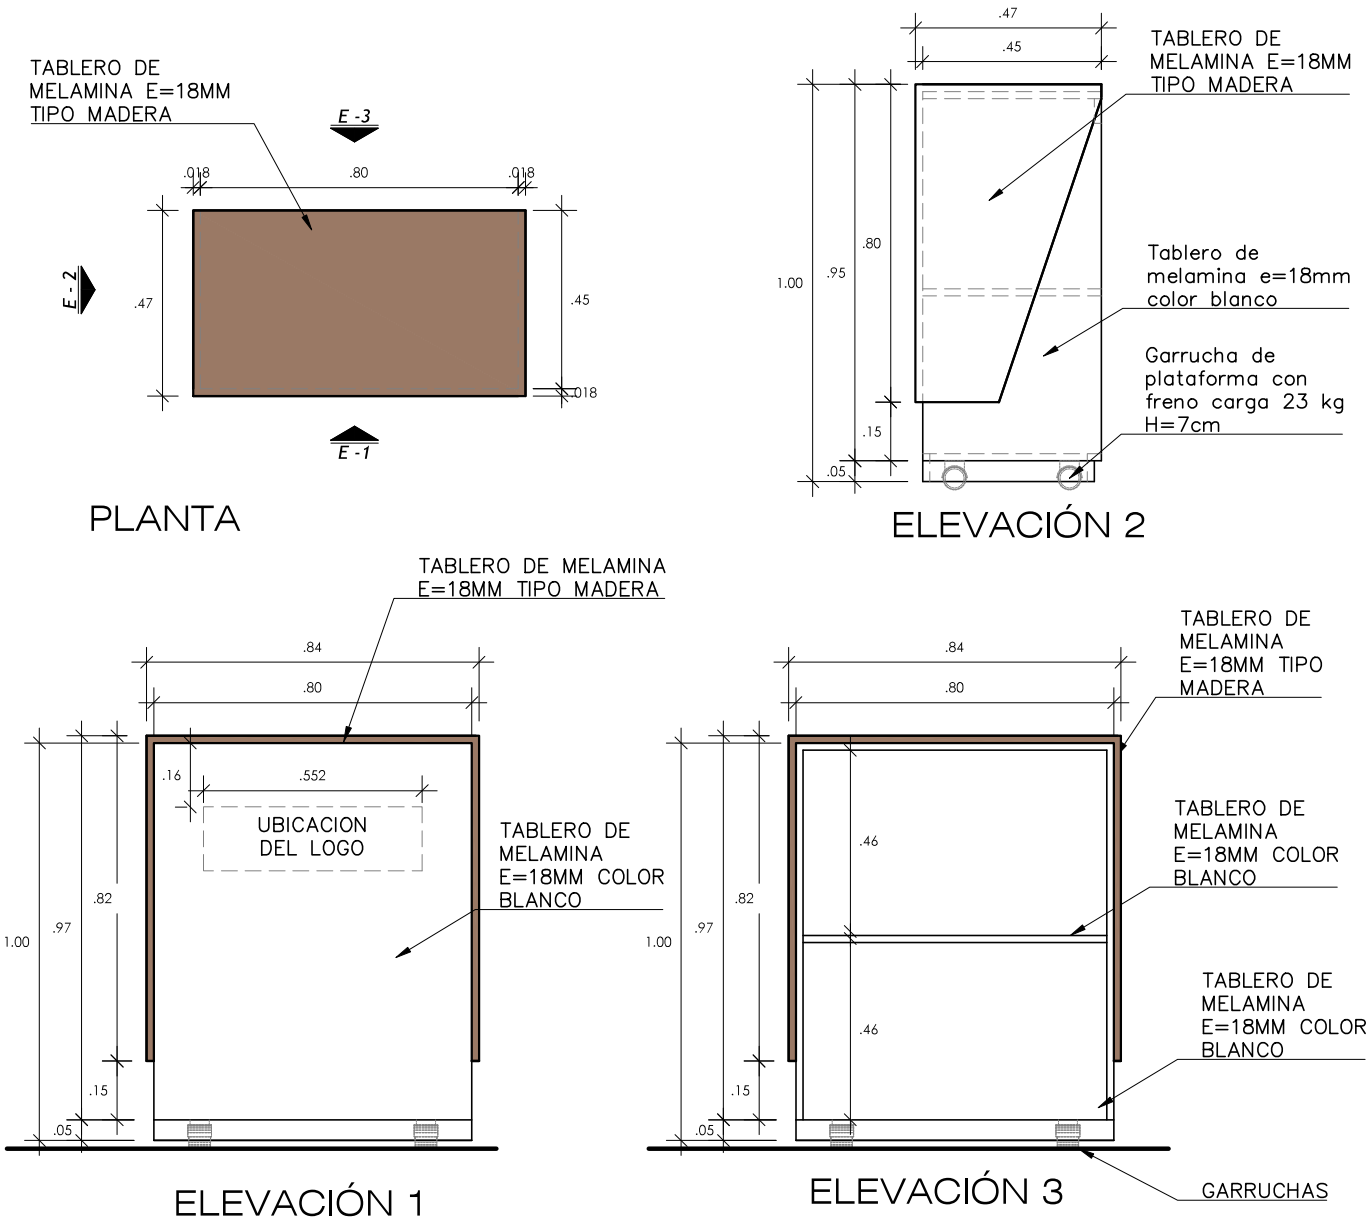 TABLERO DE
MELAMINA E=18MM
TIPO MADERA
E -3
.018
.80
.018
.47
.45
.018
E - 2
E -1
PLANTA
.47
.45
TABLERO DE
MELAMINA E=18MM
TIPO MADERA
1.00
.95
.80
.15
.05
Tablero de
melamina e=18mm
color blanco
Garrucha de
plataforma con
freno carga 23 kg
H=7cm
ELEVACIÓN 2
TABLERO DE MELAMINA
E=18MM TIPO MADERA
.84
.80
.16
.552
UBICACION
DEL LOGO
TABLERO DE
MELAMINA
E=18MM COLOR
BLANCO
1.00
.97
.82
.15
.05
ELEVACIÓN 1
.84
.80
TABLERO DE
MELAMINA
E=18MM TIPO
MADERA
.46
TABLERO DE
MELAMINA
E=18MM COLOR
BLANCO
1.00
.97
.82
.46
TABLERO DE
MELAMINA
E=18MM COLOR
BLANCO
.15
.05
GARRUCHAS
ELEVACIÓN 3